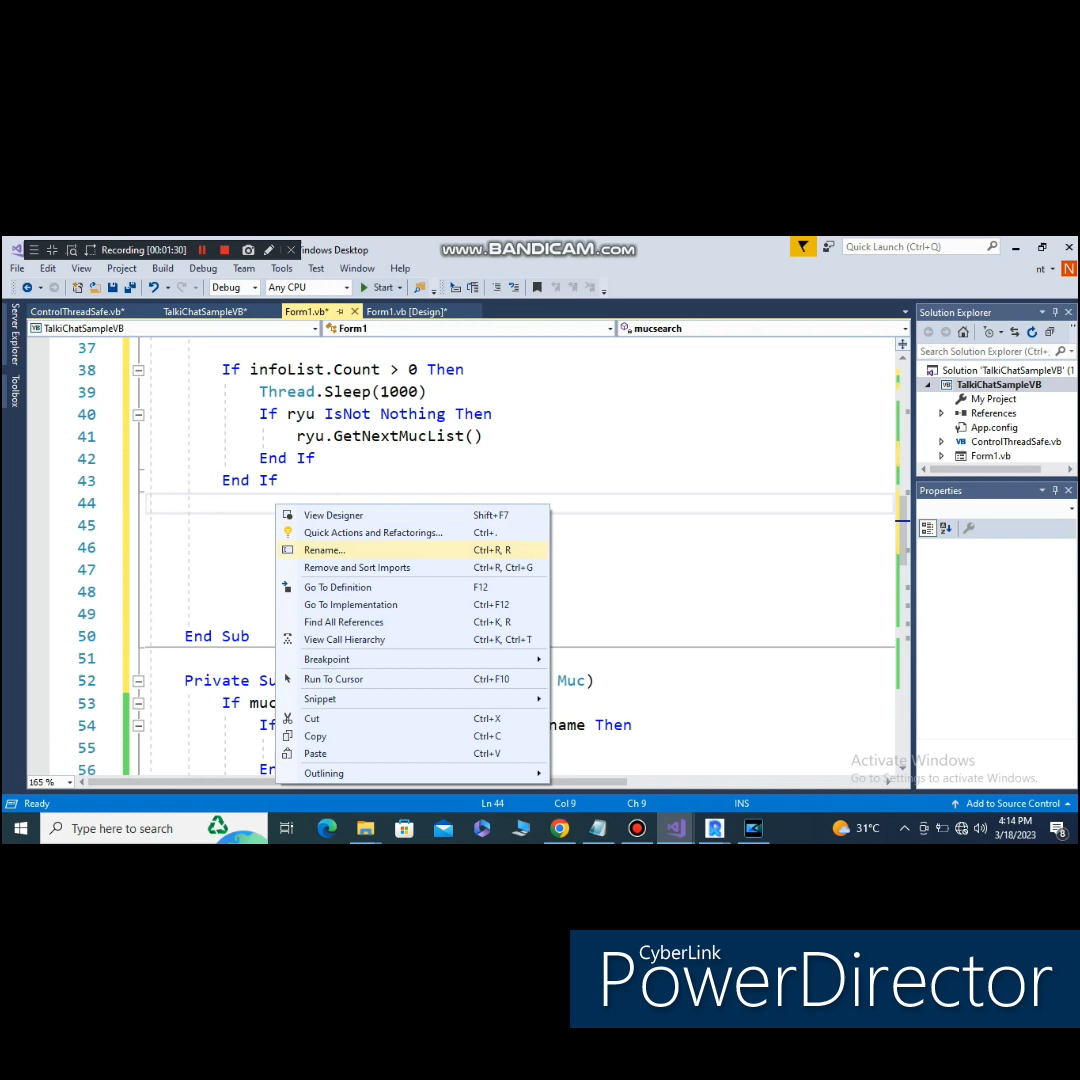 Recording [00:01:30]
indows Desktop
www.BANDICAM.com
Quick Launch (Ctrl+Q)
File Edit View Project Build Debug Team Tools Test Window Help
nt
N
Debug Any CPU Start
ControlThreadSafe.vb* TalkiChatSampleVB* Form1.vb* Form1.vb [Design]*
TalkiChatSampleVB Form1 mucsearch
Server Explorer
Toolbox
37
38 If infoList.Count > 0 Then
39 Thread.Sleep(1000)
40 If ryu IsNot Nothing Then
41 ryu.GetNextMucList()
42 End If
43 End If
44
45
46
47
48
49
50 End Sub
51
52 Private Su Muc)
53 If muc
54 If name Then
55
56 En
View Designer Shift+F7
Quick Actions and Refactorings... Ctrl+.
Rename... Ctrl+R, R
Remove and Sort Imports Ctrl+R, Ctrl+G
Go To Definition F12
Go To Implementation Ctrl+F12
Find All References Ctrl+K, R
View Call Hierarchy Ctrl+K, Ctrl+T
Breakpoint
Run To Cursor Ctrl+F10
Snippet
Cut Ctrl+X
Copy Ctrl+C
Paste Ctrl+V
Outlining
165 %
Solution Explorer
Search Solution Explorer (Ctrl+;
Solution 'TalkiChatSampleVB' (1
TalkiChatSampleVB
My Project
References
App.config
ControlThreadSafe.vb
Form1.vb
Properties
Activate Windows
Go to Settings to activate Windows.
Ready Ln 44 Col 9 Ch 9 INS Add to Source Control
Type here to search
31°C
4:14 PM
3/18/2023
8
CyberLink
PowerDirector